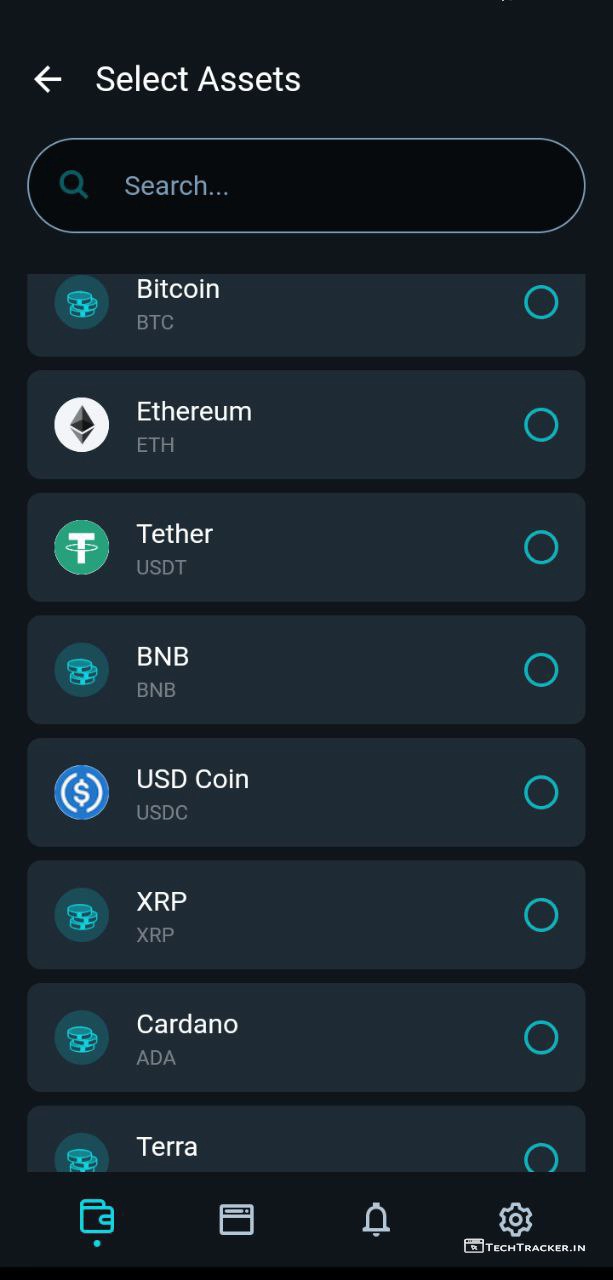 Select Assets
Search...
Bitcoin
BTC
Ethereum
ETH
Tether
USDT
BNB
BNB
USD Coin
USDC
XRP
XRP
Cardano
ADA
Terra
TECHTRACKER.IN